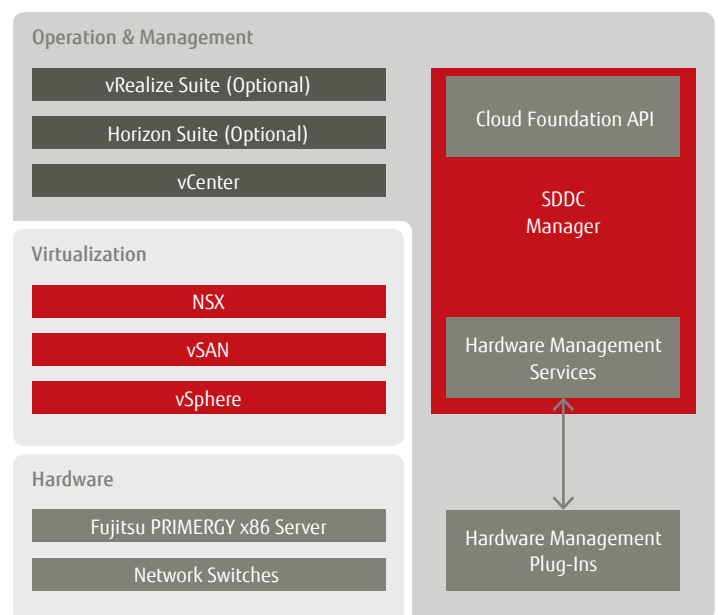 Operation & Management
vRealize Suite (Optional)
Horizon Suite (Optional)
vCenter
Cloud Foundation API
SDDC
Manager
Hardware Management
Services
Virtualization
NSX
vSAN
vSphere
Hardware
Fujitsu PRIMERGY x86 Server
Network Switches
Hardware Management
Plug-Ins